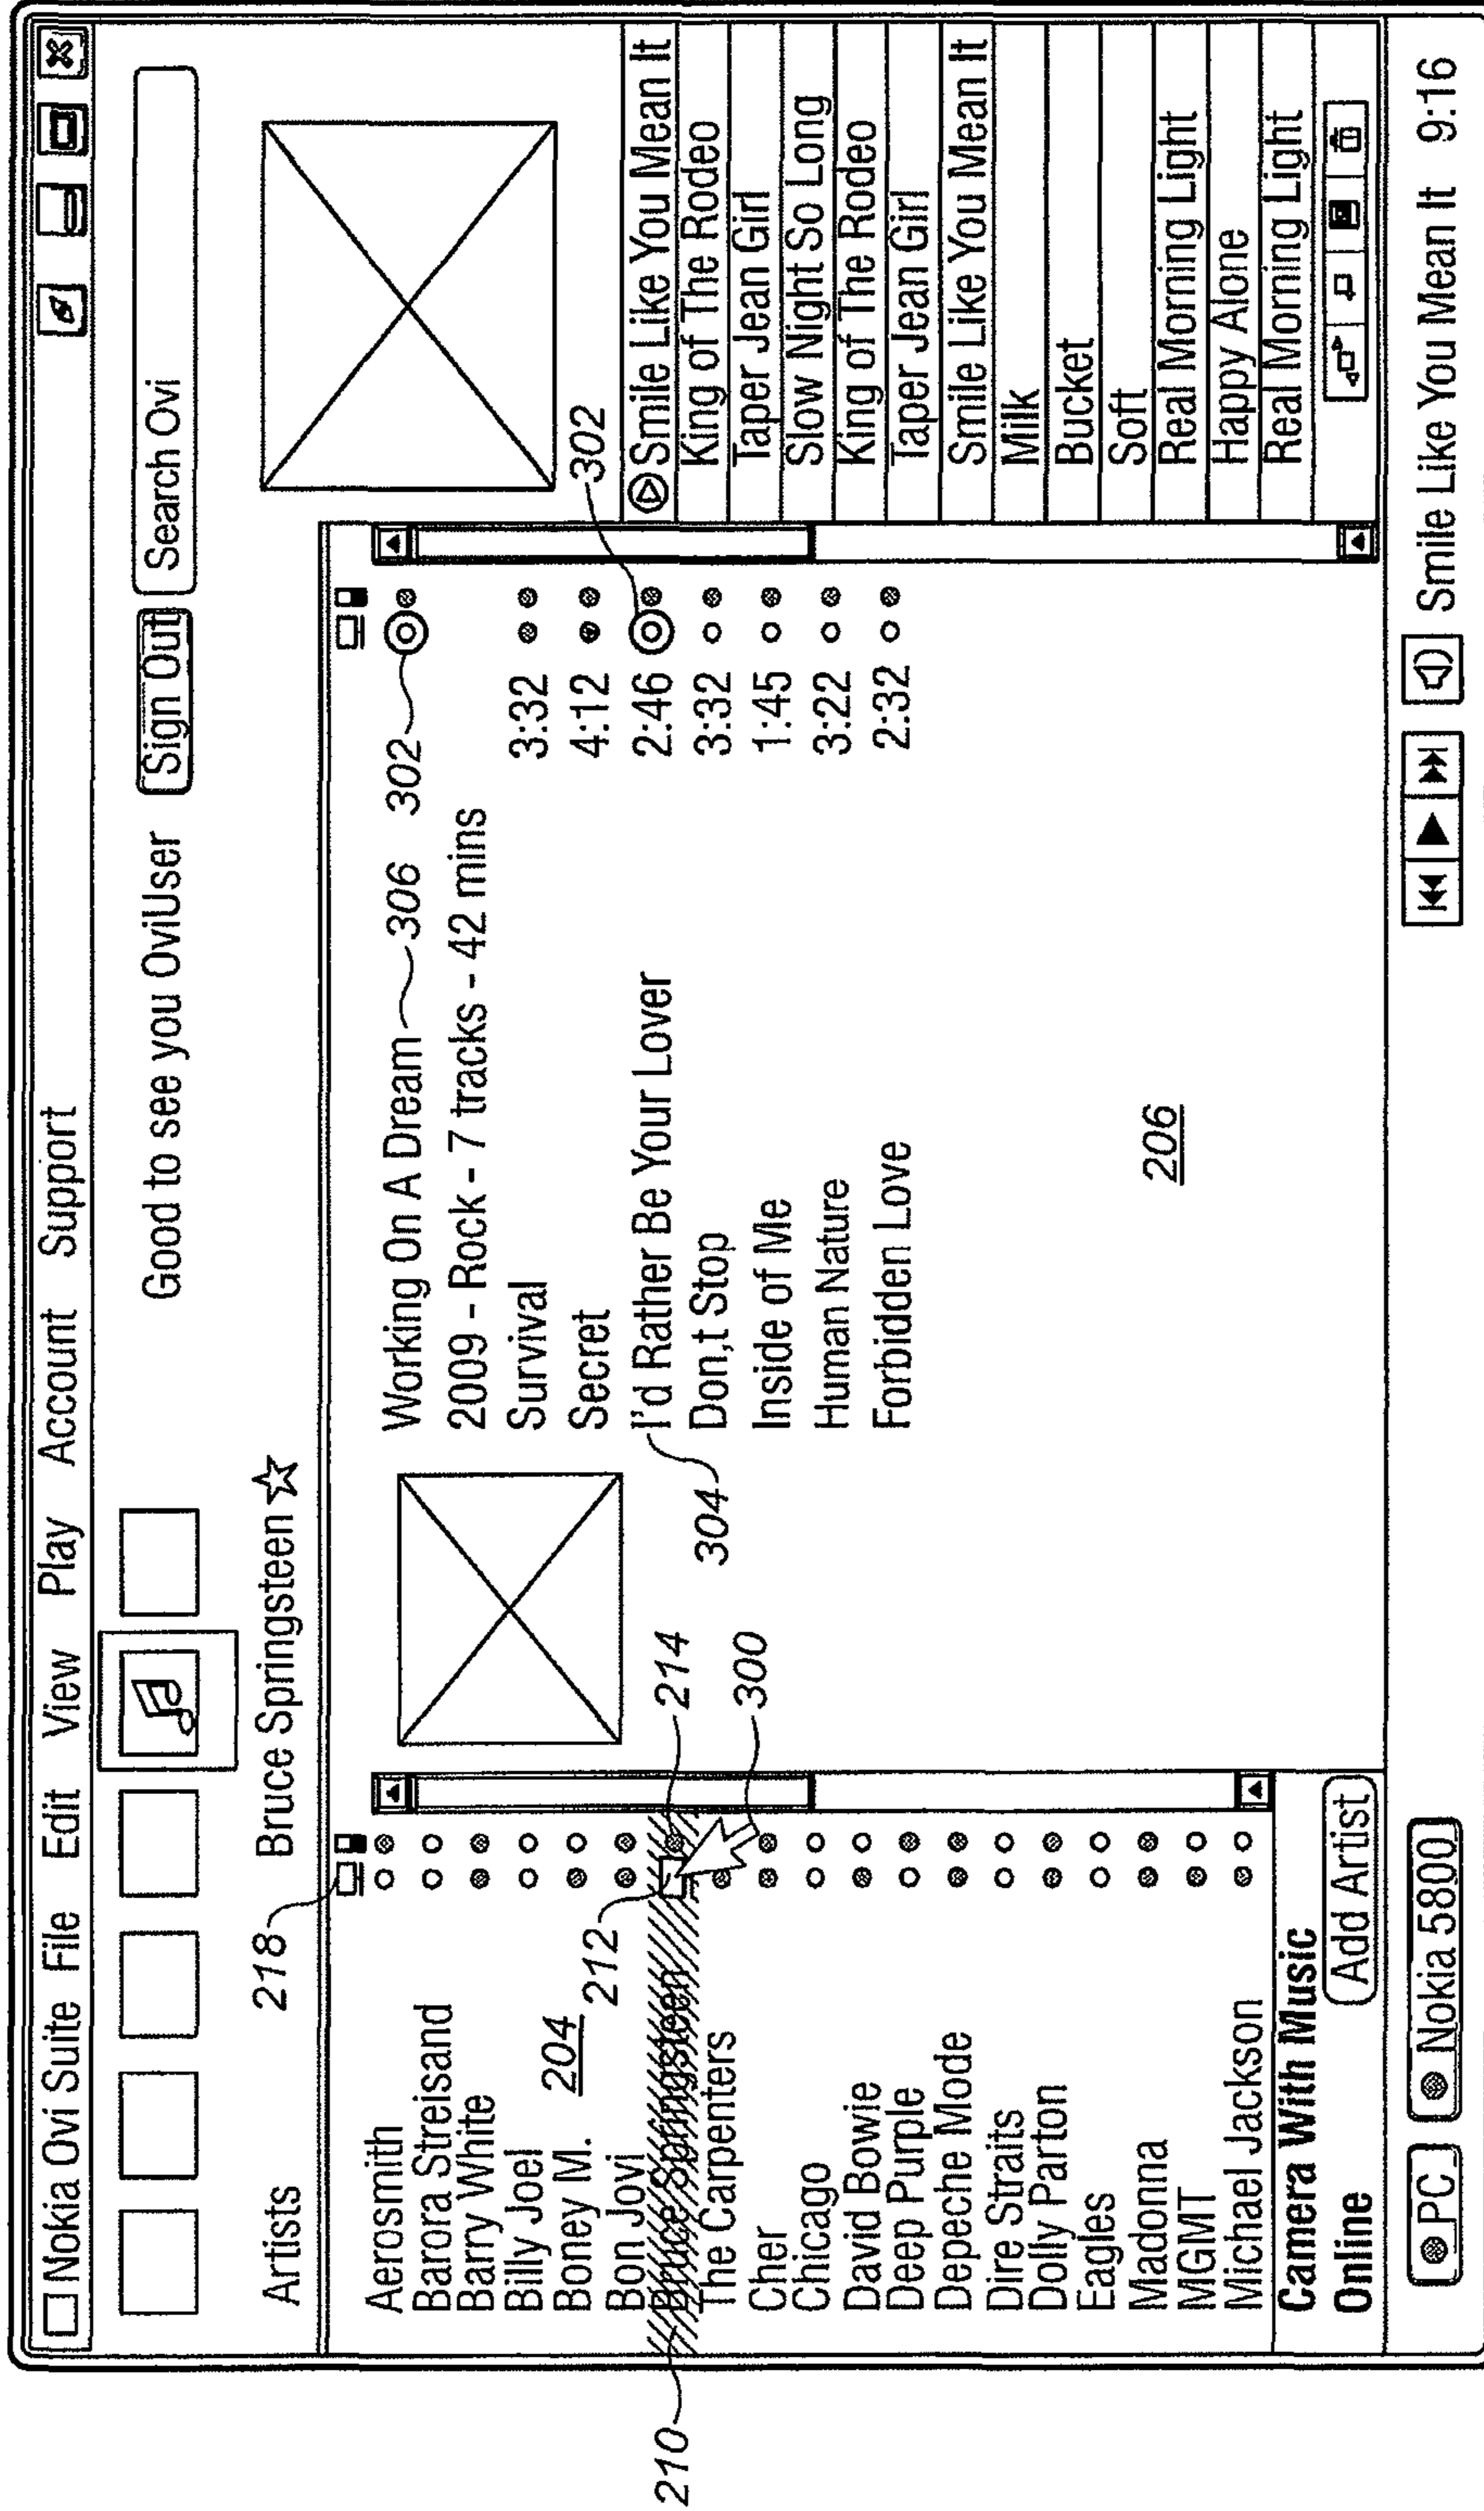 Nokia Ovi Suite File Edit View Play Account Support
Good to see you OviUser Sign Out Search Ovi
Artists 218 Bruce Springsteen
Aerosmith
Barora Streisand
Barry White
Billy Joel
Boney M.
Bon Jovi
Bruce Springsteen
The Carpenters
Cher
Chicago
David Bowie
Deep Purple
Depeche Mode
Dire Straits
Dolly Parton
Eagles
Madonna
MGMT
Michael Jackson
204
212
210
214
300
Camera With Music
Online Add Artist
Working On A Dream 306 302
2009 - Rock - 7 tracks - 42 mins
Survival 3:32
Secret 4:12
I'd Rather Be Your Lover 2:46
Don,t Stop 3:32
Inside of Me 1:45
Human Nature 3:22
Forbidden Love 2:32
304
302
206
Smile Like You Mean It
King of The Rodeo
Taper Jean Girl
Slow Night So Long
King of The Rodeo
Taper Jean Girl
Smile Like You Mean It
Milk
Bucket
Soft
Real Morning Light
Happy Alone
Real Morning Light
PC Nokia 5800 Smile Like You Mean It 9:16